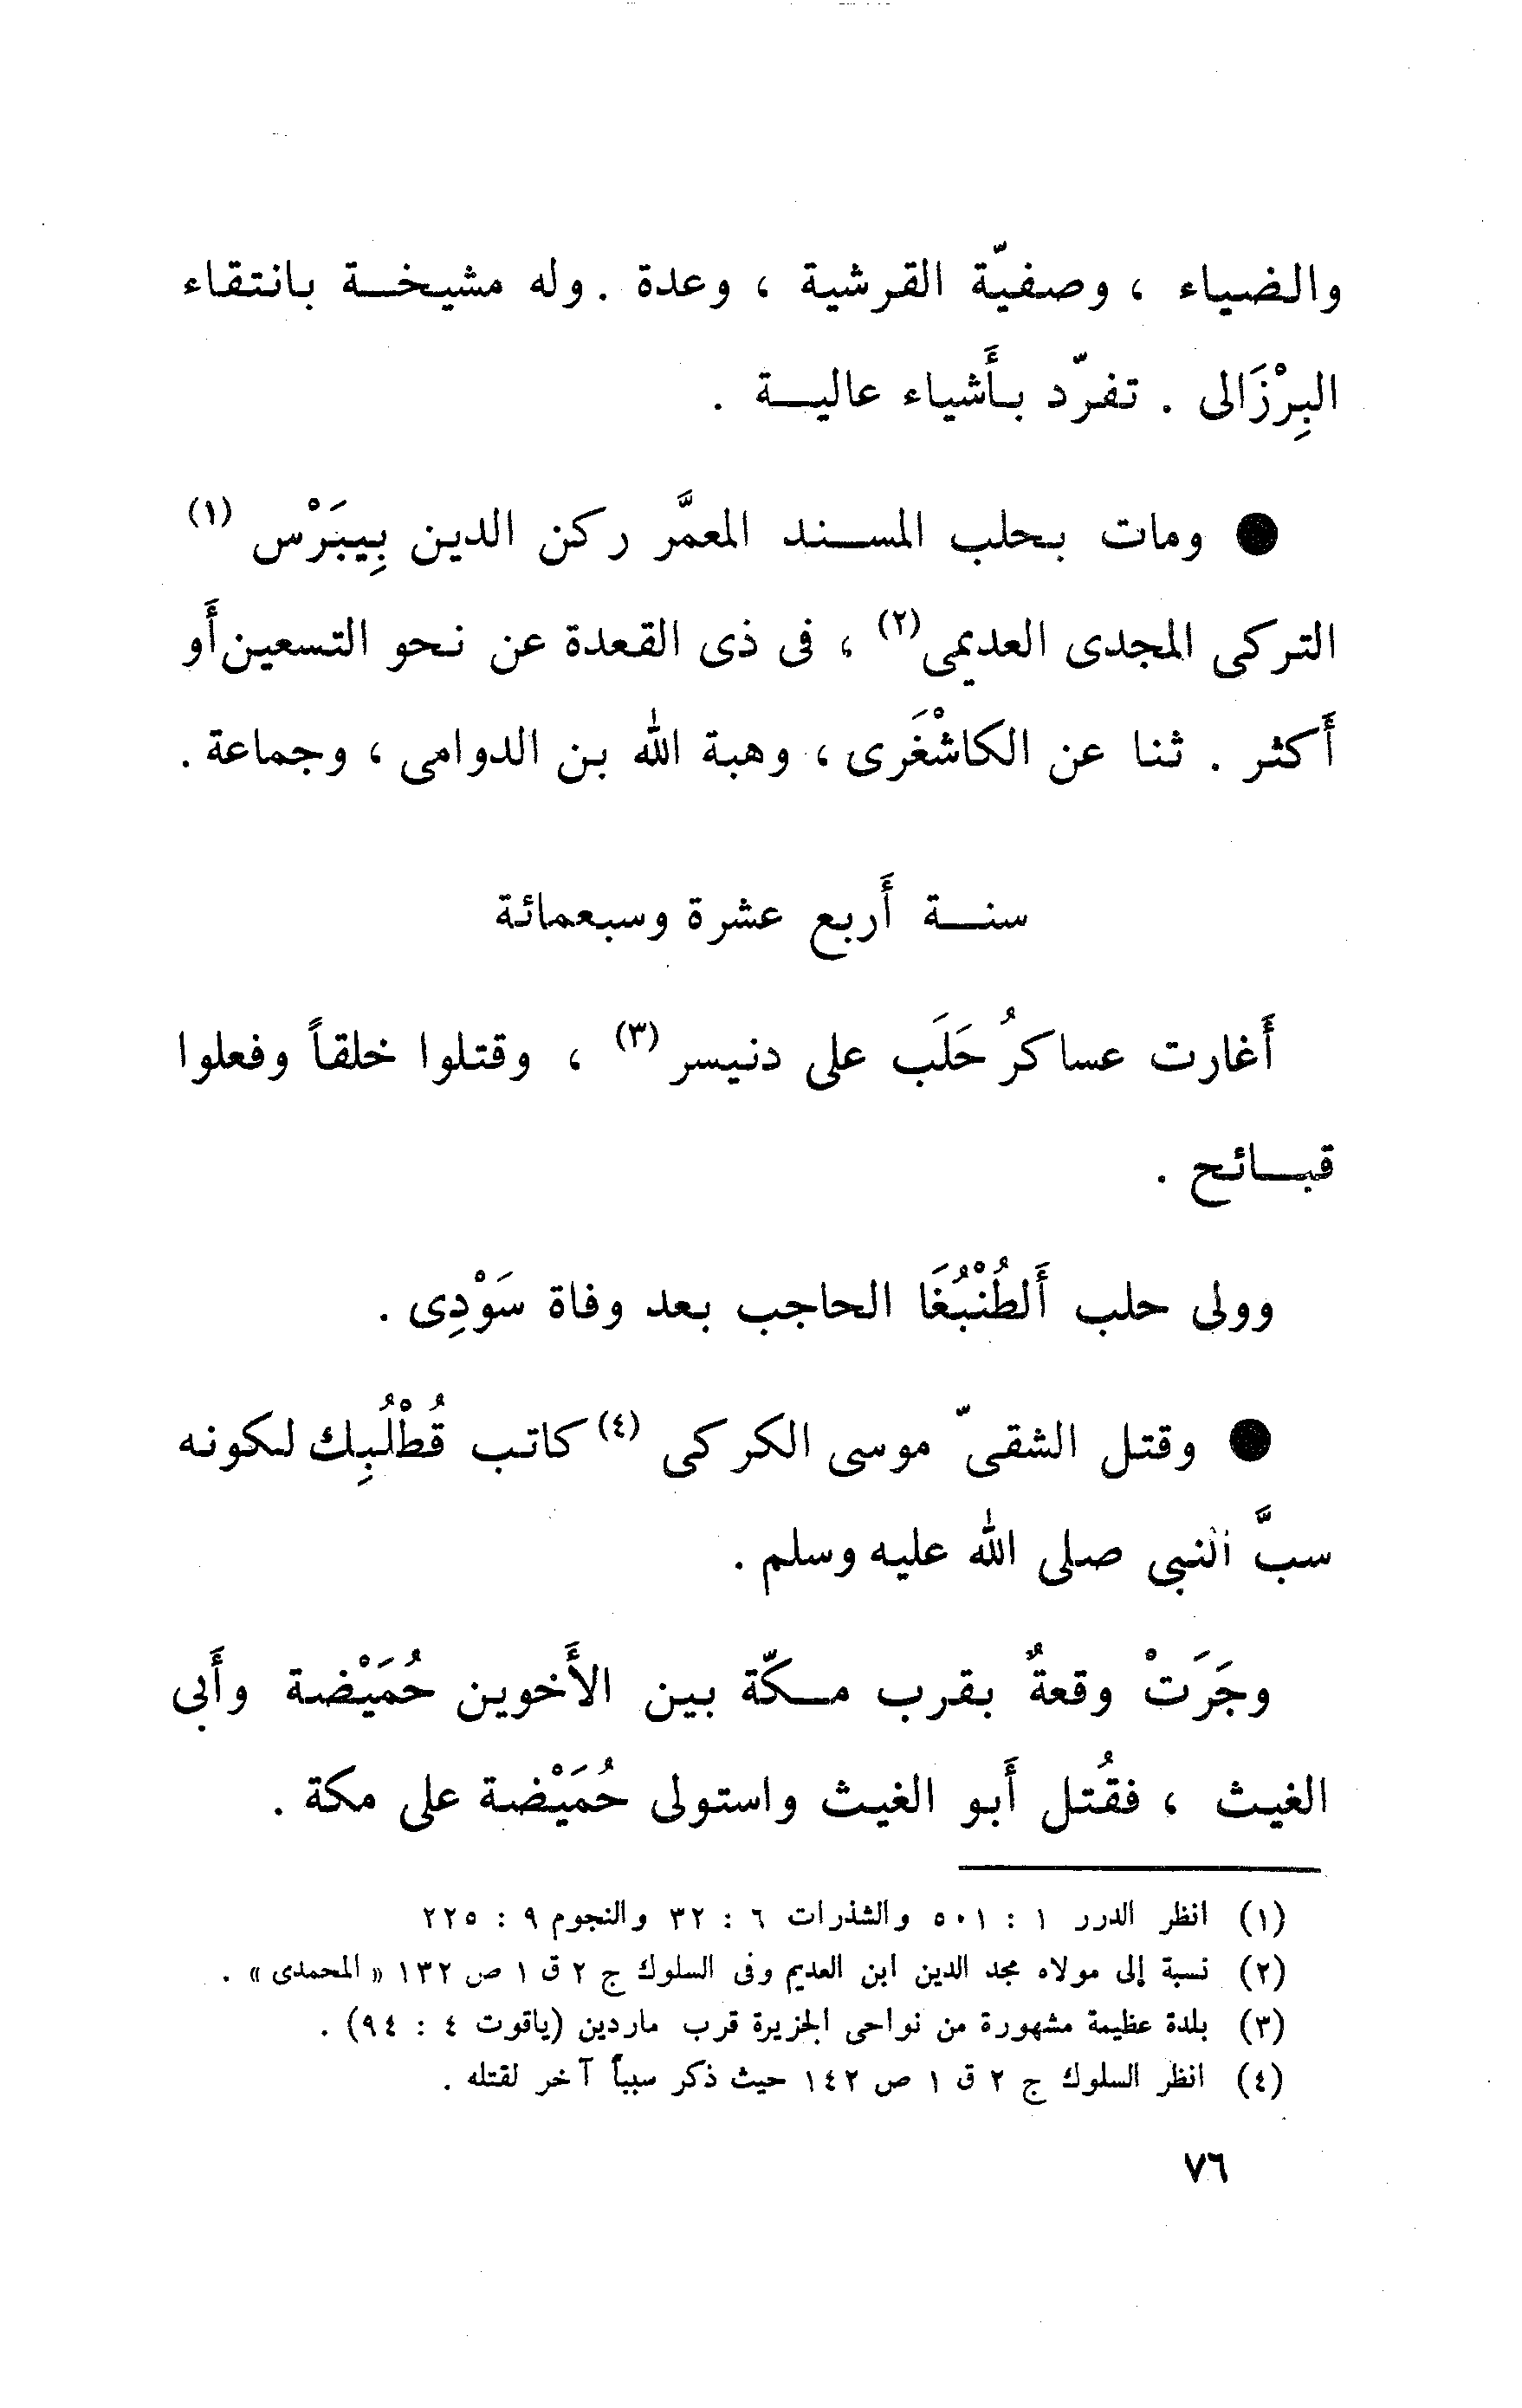 والضياء ، وصفيّة القرشية ، وعدة . وله مشيخة بانتقاء
البِرْزَالى . تفرّد بأَشياء عالية .
● ومات بحلب المسند المعمَّر ركن الدين بِيبَرْس (١)
التركى المجدى العديمى (٢) ، فى ذى القعدة عن نحو التسعين أَو
أَكثر . ثنا عن الكاشْغَرى ، وهبة الله بن الدوامى ، وجماعة .
سنة أَربع عشرة وسبعمائة
أَغارت عساكرُ حَلَب على دنيسر (٣) ، وقتلوا خلقاً وفعلوا
قبائح .
وولى حلب أَلطُنْبُغَا الحاجب بعد وفاة سَوْدِى .
● وقتل الشقىّ موسى الكركى (٤) كاتب قُطْلُبِك لكونه
سبَّ النبى صلى الله عليه وسلم .
وجَرَتْ وقعةٌ بقرب مكّة بين الأَخوين حُمَيْضة وأَبى
الغيث ، فقُتل أَبو الغيث واستولى حُمَيْضة على مكة .
(١) انظر الدرر ١ : ٥٠١ والشذرات ٦ : ٣٢ والنجوم ٩ : ٢٢٥
(٢) نسبة إلى مولاه مجد الدين ابن العديم وفى السلوك ج ٢ ق ١ ص ١٣٢ « المحمدى » .
(٣) بلدة عظيمة مشهورة من نواحى الجزيرة قرب ماردين (ياقوت ٤ : ٩٤) .
(٤) انظر السلوك ج ٢ ق ١ ص ١٤٢ حيث ذكر سبباً آخر لقتله .
٧٦